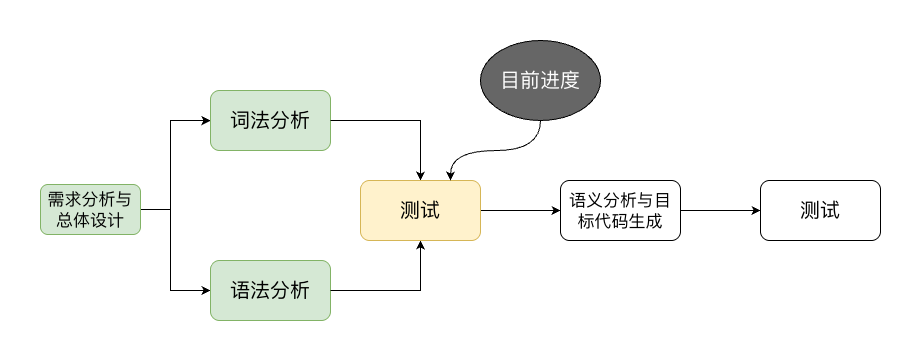 目前进度
词法分析
需求分析与
总体设计
测试
语义分析与目
标代码生成
测试
语法分析